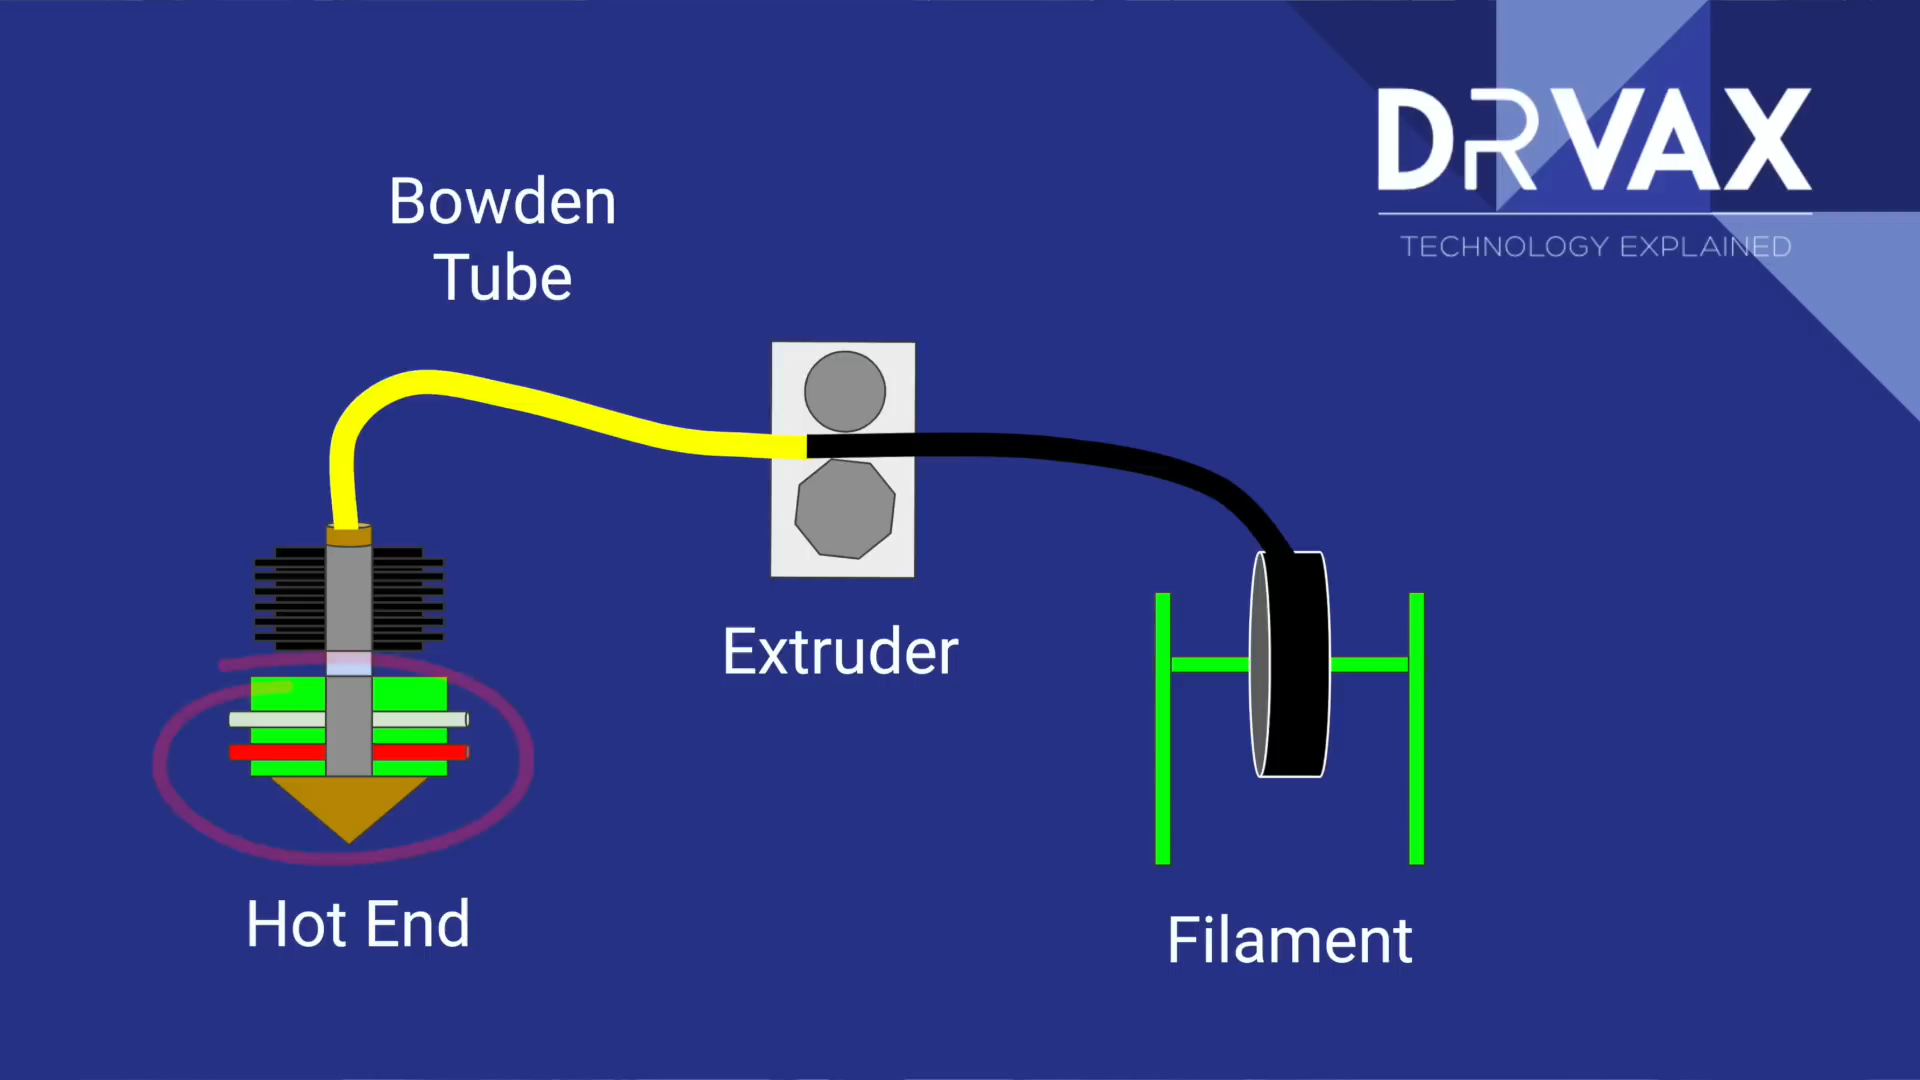 DRVAX
TECHNOLOGY EXPLAINED
Bowden
Tube
Extruder
Hot End
Filament